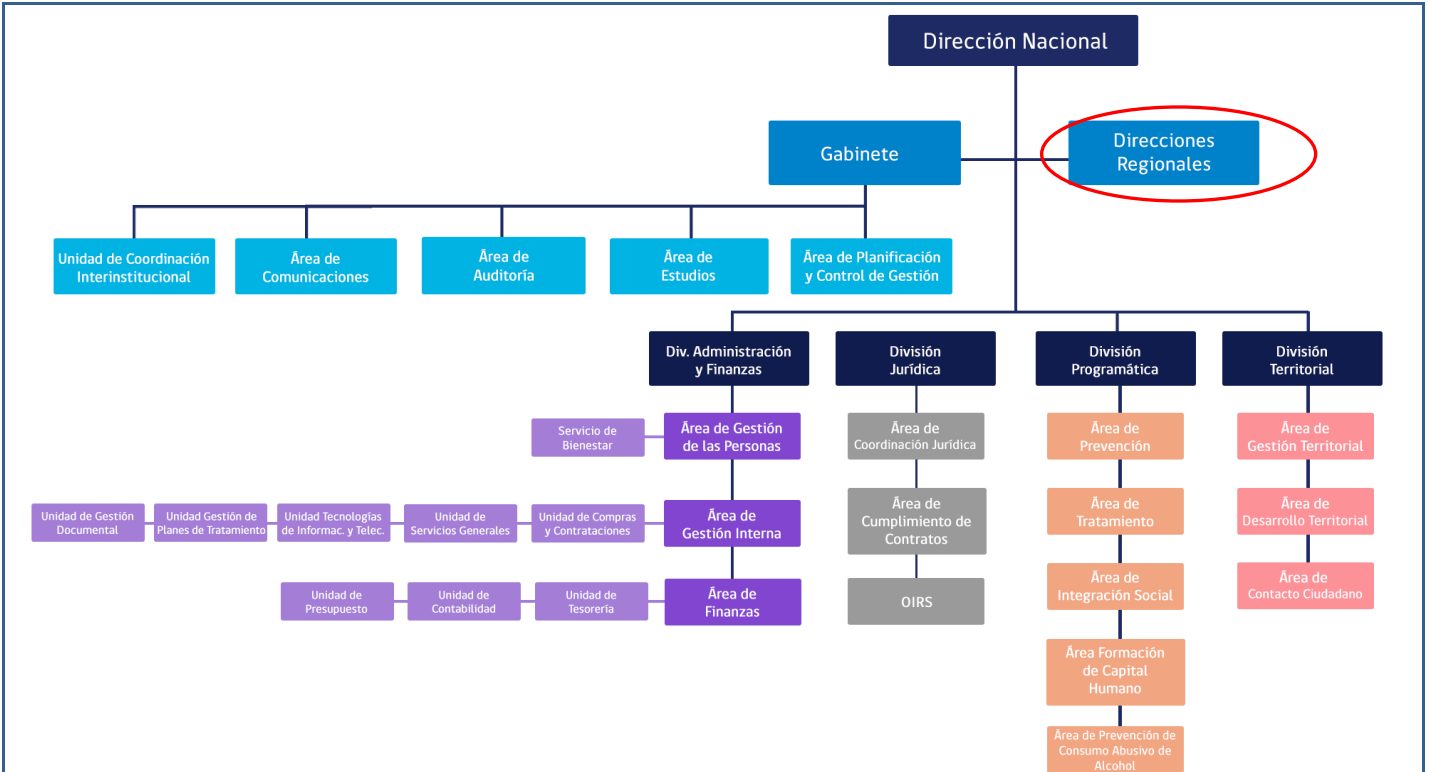 Dirección Nacional
Gabinete
Direcciones
Regionales
Unidad de Coordinación
Interinstitucional
Área de
Comunicaciones
Área de
Auditoría
Área de
Estudios
Área de Planificación
y Control de Gestión
Div. Administración
y Finanzas
División
Jurídica
División
Programática
División
Territorial
Servicio de
Bienestar
Área de Gestión
de las Personas
Área de
Coordinación Jurídica
Área de
Prevención
Área de
Gestión Territorial
Unidad de Gestión
Documental
Unidad Gestión de
Planes de Tratamiento
Unidad Tecnologías
de Informac. y Telec.
Unidad de
Servicios Generales
Unidad de Compras
y Contrataciones
Área de
Gestión Interna
Área de
Cumplimiento de
Contratos
Área de
Tratamiento
Área de
Desarrollo Territorial
Unidad de
Presupuesto
Unidad de
Contabilidad
Unidad de
Tesorería
Área de
Finanzas
OIRS
Área de
Integración Social
Área de
Contacto Ciudadano
Área Formación
de Capital
Humano
Área de Prevención de
Consumo Abusivo de
Alcohol